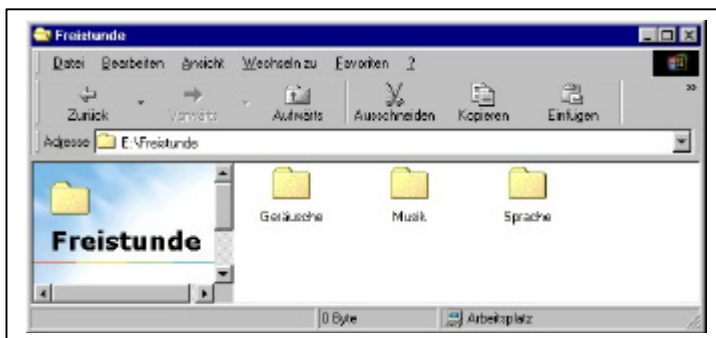 Freistunde
Datei Bearbeiten Ansicht Wechseln zu Favoriten ?
Zurück Vorwärts Aufwärts Ausschneiden Kopieren Einfügen »
Adresse E:\Freistunde
Freistunde
Geräusche Musik Sprache
0 Byte Arbeitsplatz